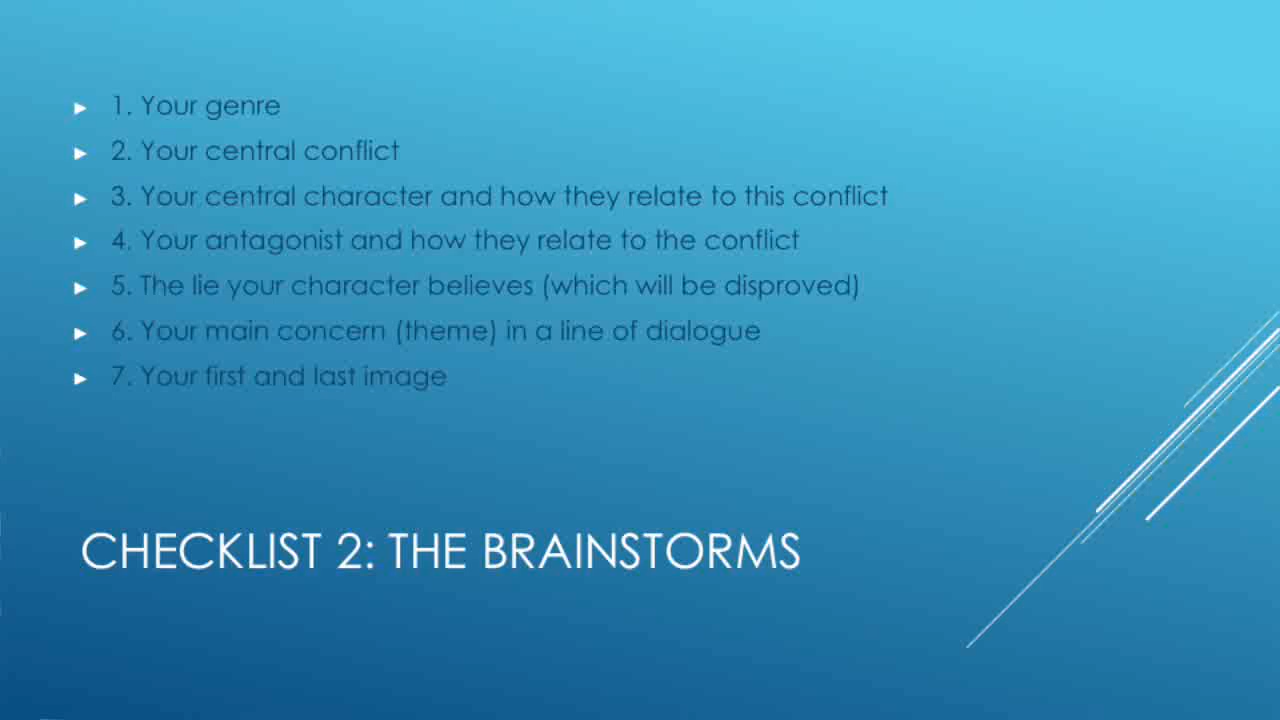 1. Your genre
2. Your central conflict
3. Your central character and how they relate to this conflict
4. Your antagonist and how they relate to the conflict
5. The lie your character believes (which will be disproved)
6. Your main concern (theme) in a line of dialogue
7. Your first and last image
CHECKLIST 2: THE BRAINSTORMS